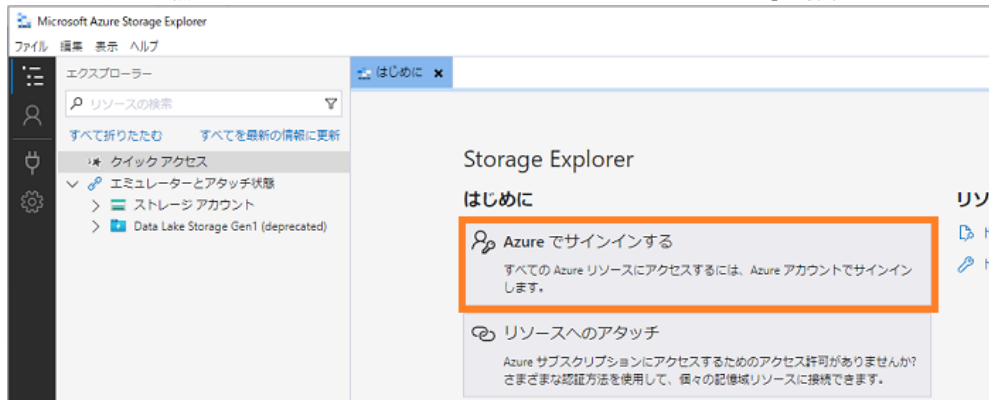 Microsoft Azure Storage Explorer
ファイル 編集 表示 ヘルプ
エクスプローラー
リソースの検索
すべて折りたたむ すべてを最新の情報に更新
クイック アクセス
エミュレーターとアタッチ状態
ストレージ アカウント
Data Lake Storage Gen1 (deprecated)
はじめに
Storage Explorer
はじめに
Azure でサインインする
すべての Azure リソースにアクセスするには、Azure アカウントでサインイン
します。
リソースへのアタッチ
Azure サブスクリプションにアクセスするためのアクセス許可がありませんか?
さまざまな認証方法を使用して、個々の記憶域リソースに接続できます。
リソ